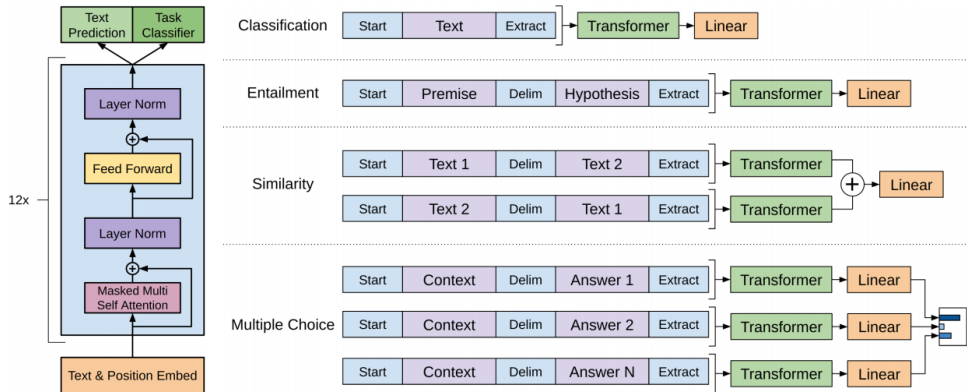 Text Prediction
Task Classifier
12x
Layer Norm
Feed Forward
Layer Norm
Masked Multi Self Attention
Text & Position Embed
Classification Start Text Extract Transformer Linear
Entailment Start Premise Delim Hypothesis Extract Transformer Linear
Similarity
Start Text 1 Delim Text 2 Extract Transformer
Start Text 2 Delim Text 1 Extract Transformer
+ Linear
Multiple Choice
Start Context Delim Answer 1 Extract Transformer Linear
Start Context Delim Answer 2 Extract Transformer Linear
Start Context Delim Answer N Extract Transformer Linear